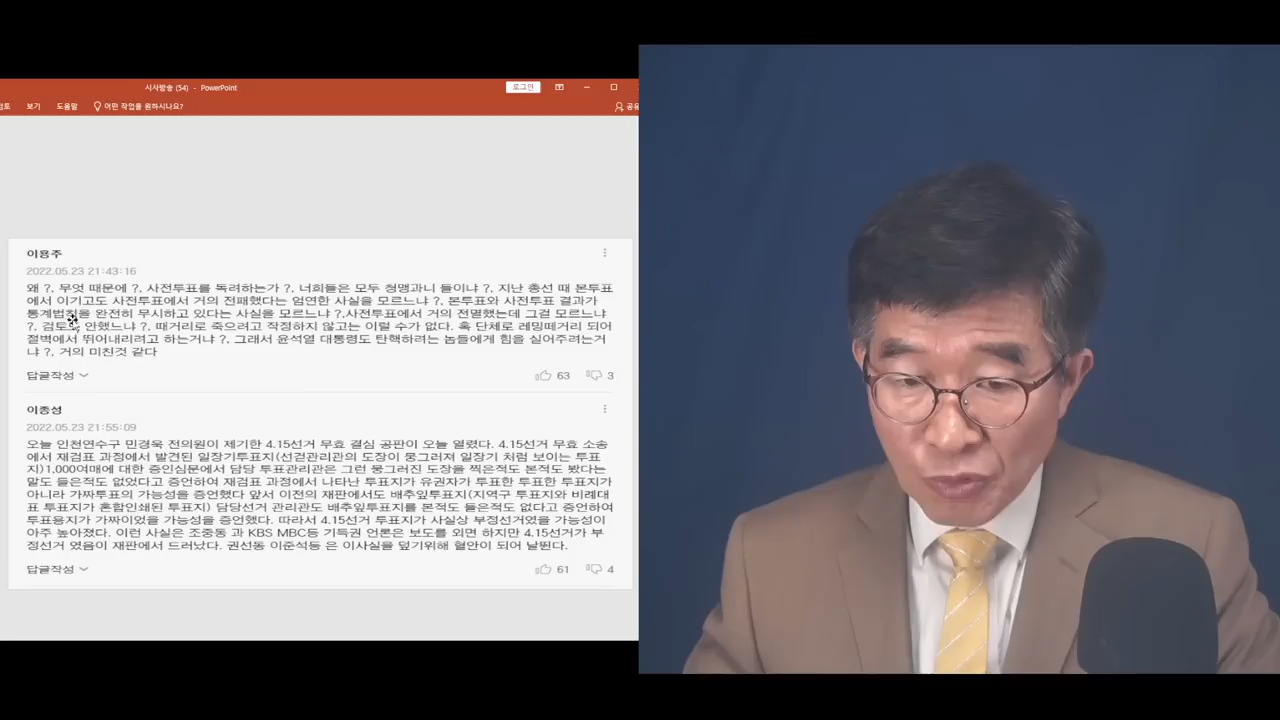 시사방송 (54) - PowerPoint
로그인
검토 보기 도움말 어떤 작업을 원하시나요?
이용주
2022.05.23 21:43:16
왜 ?, 무엇 때문에 ?, 사전투표를 독려하는가 ?, 너희들은 모두 청맹과니 들이냐 ?, 지난 총선 때 본투표
에서 이기고도 사전투표에서 거의 전패했다는 엄연한 사실을 모르느냐 ?, 본투표와 사전투표 결과가
통계법칙을 완전히 무시하고 있다는 사실을 모르느냐 ?,사전투표에서 거의 전멸했는데 그걸 몰랐느냐
?, 검토도 안했느냐 ?, 때거리로 죽으려고 작정하지 않고는 이럴 수가 없다. 혹 단체로 레밍떼거리 되어
절벽에서 뛰어내리려고 하는거냐 ?, 그래서 윤석열 대통령도 탄핵하려는 놈들에게 힘을 실어주려는거
냐 ?, 거의 미친것 같다
답글작성
63 3
이종성
2022.05.23 21:55:09
오늘 인천연수구 민경욱 전의원이 제기한 4.15선거 무효 결심 공판이 오늘 열렸다. 4.15선거 무효 소송
에서 재검표 과정에서 발견된 일장기투표지(선걷관리관의 도장이 뭉그러져 일장기 처럼 보이는 투표
지)1,000여매에 대한 증인심문에서 담당 투표관리관은 그런 뭉그러진 도장을 찍은적도 본적도 봤다는
말도 들은적도 없었다고 증언하여 재검표 과정에서 나타난 투표지가 유권자가 투표한 투표한 투표지가
아니라 가짜투표의 가능성을 증언했다 앞서 이전의 재판에서도 배추잎투표지(지역구 투표지와 비례대
표 투표지가 혼합인쇄된 투표지) 담당선거 관리관도 배추잎투표지를 본적도 들은적도 없다고 증언하여
투표용지가 가짜이었을 가능성을 증언했다. 따라서 4.15선거 투표지가 사실상 부정선거였을 가능성이
아주 높아졌다. 이런 사실은 조중동 과 KBS MBC등 기득권 언론은 보도를 외면 하지만 4.15선거가 부
정선거 였음이 재판에서 드러났다. 권선동 이준석등 은 이사실을 덮기위해 혈안이 되어 날뛴다.
답글작성
61 4